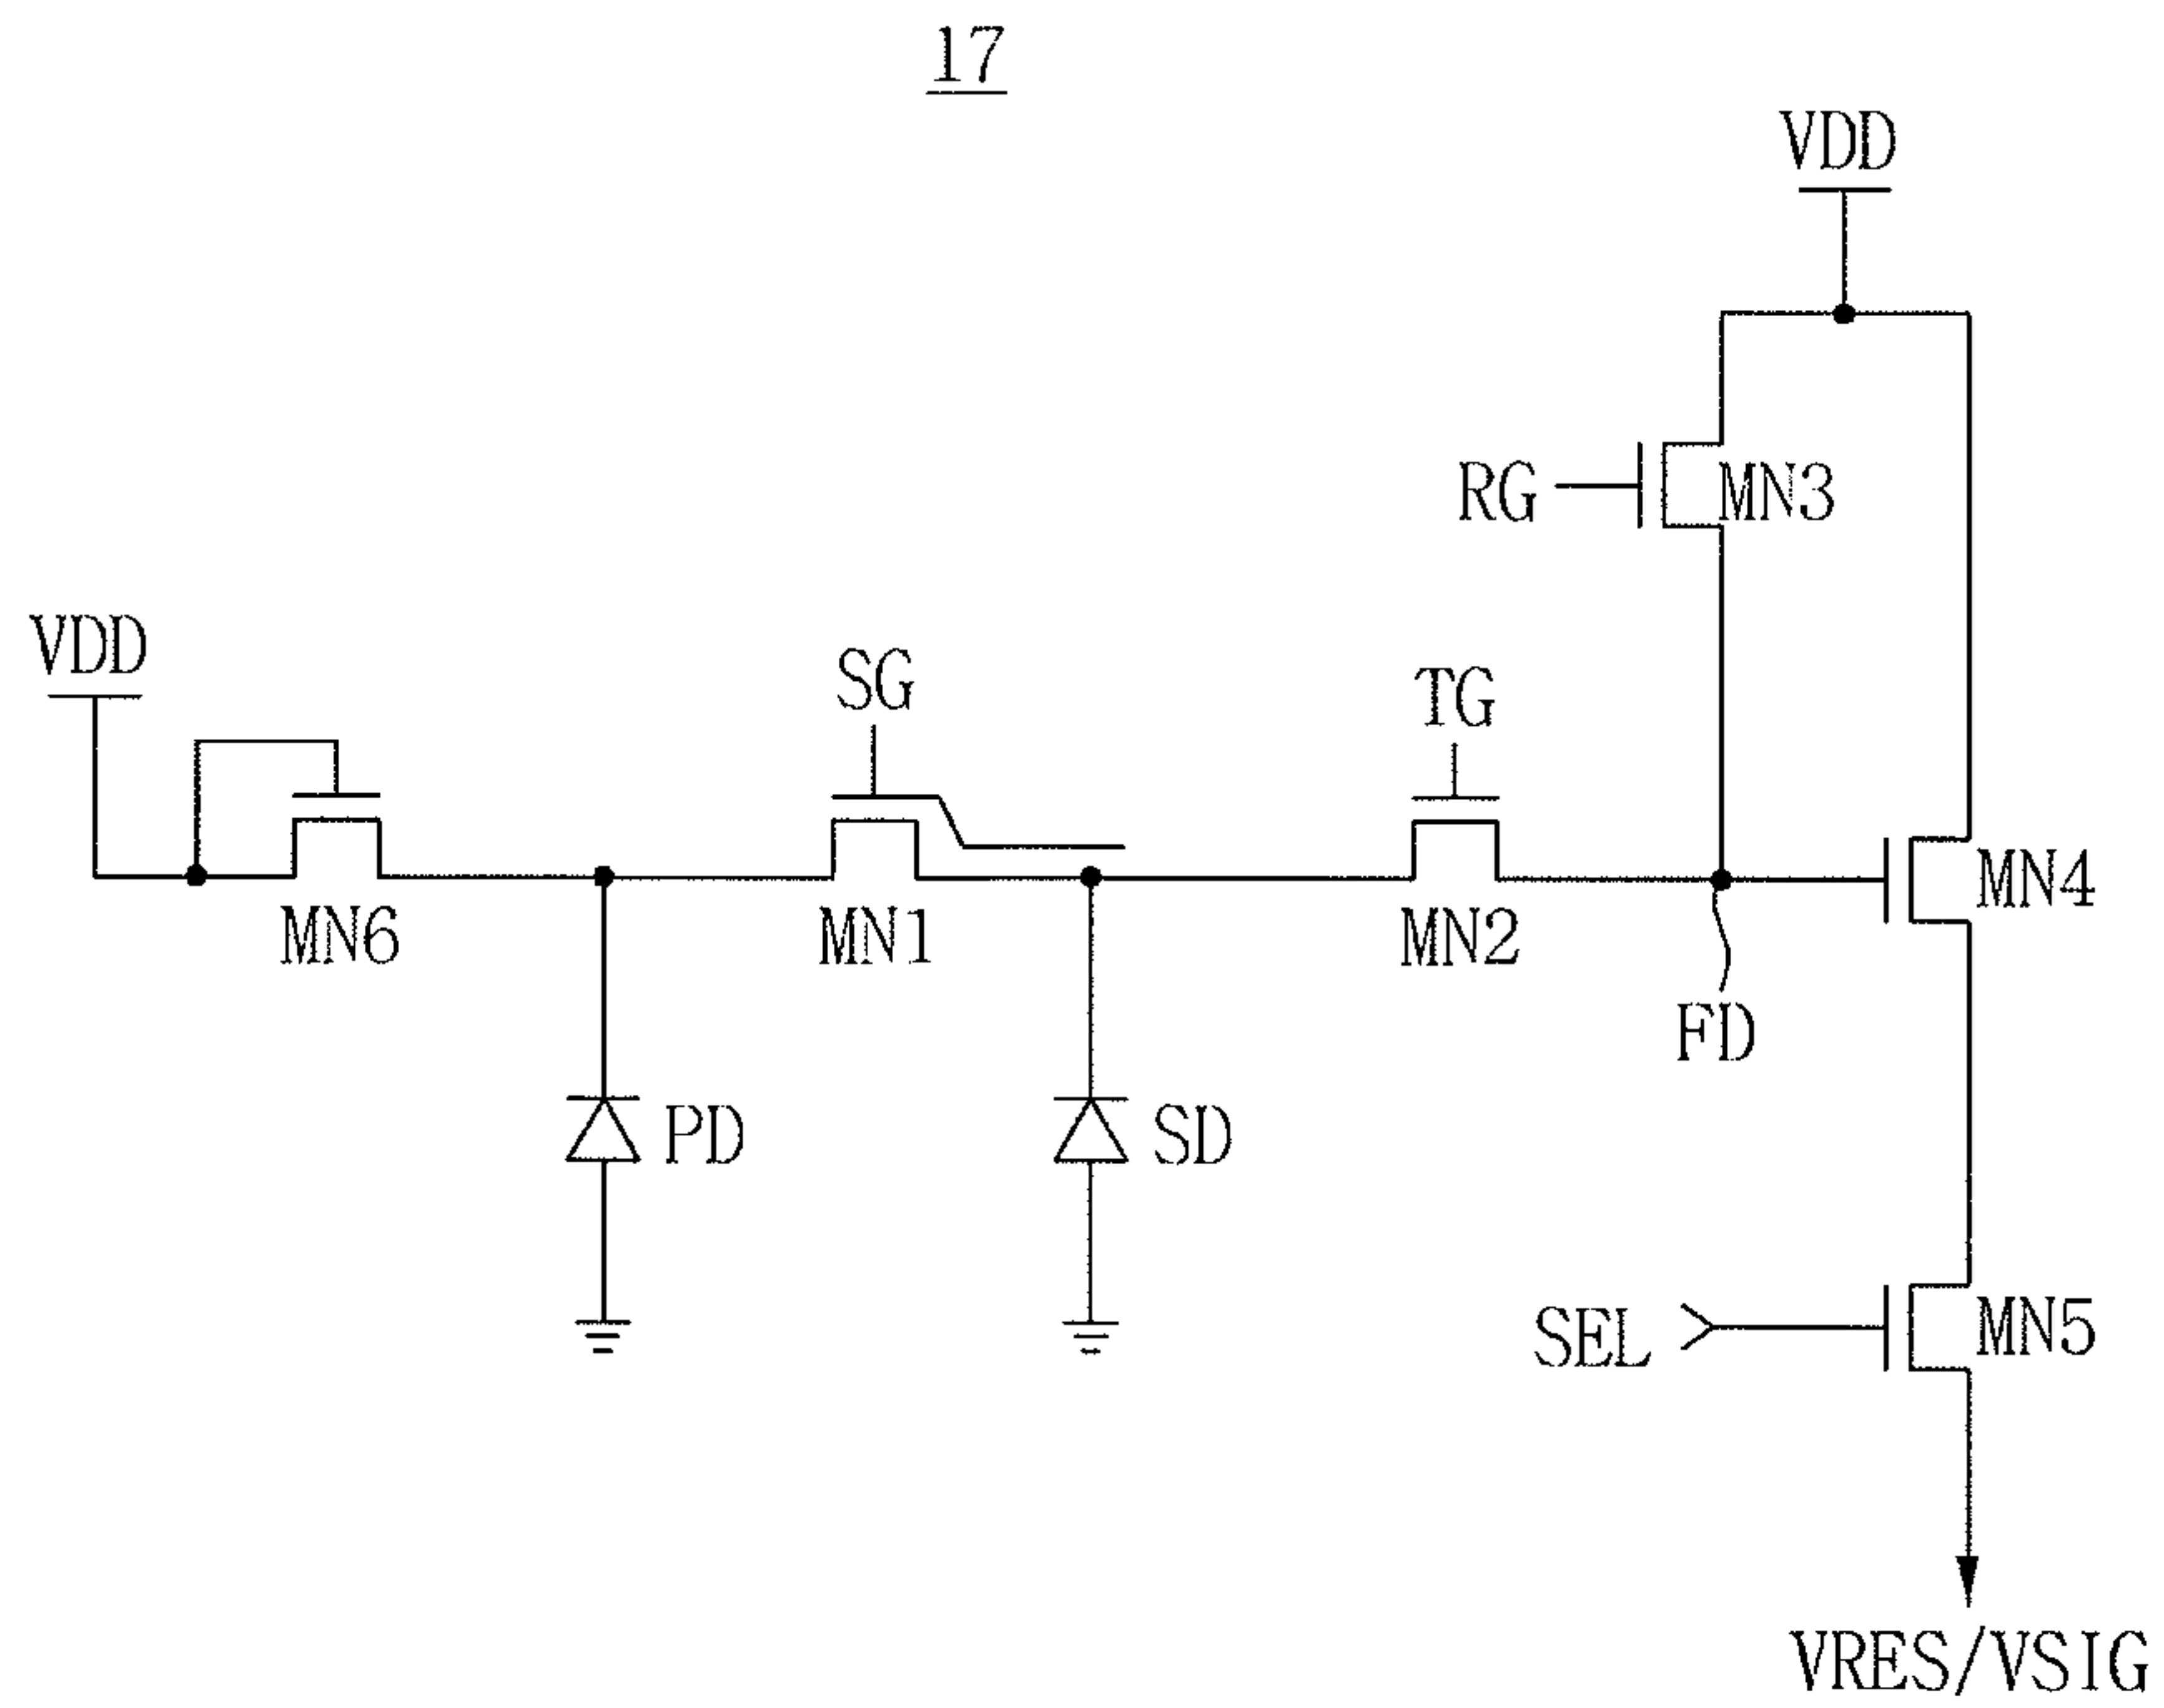 17
VDD
RG
MN3
VDD
SG
TG
MN6
MN1
MN2
MN4
FD
PD
SD
SEL
MN5
VRES/VSIG